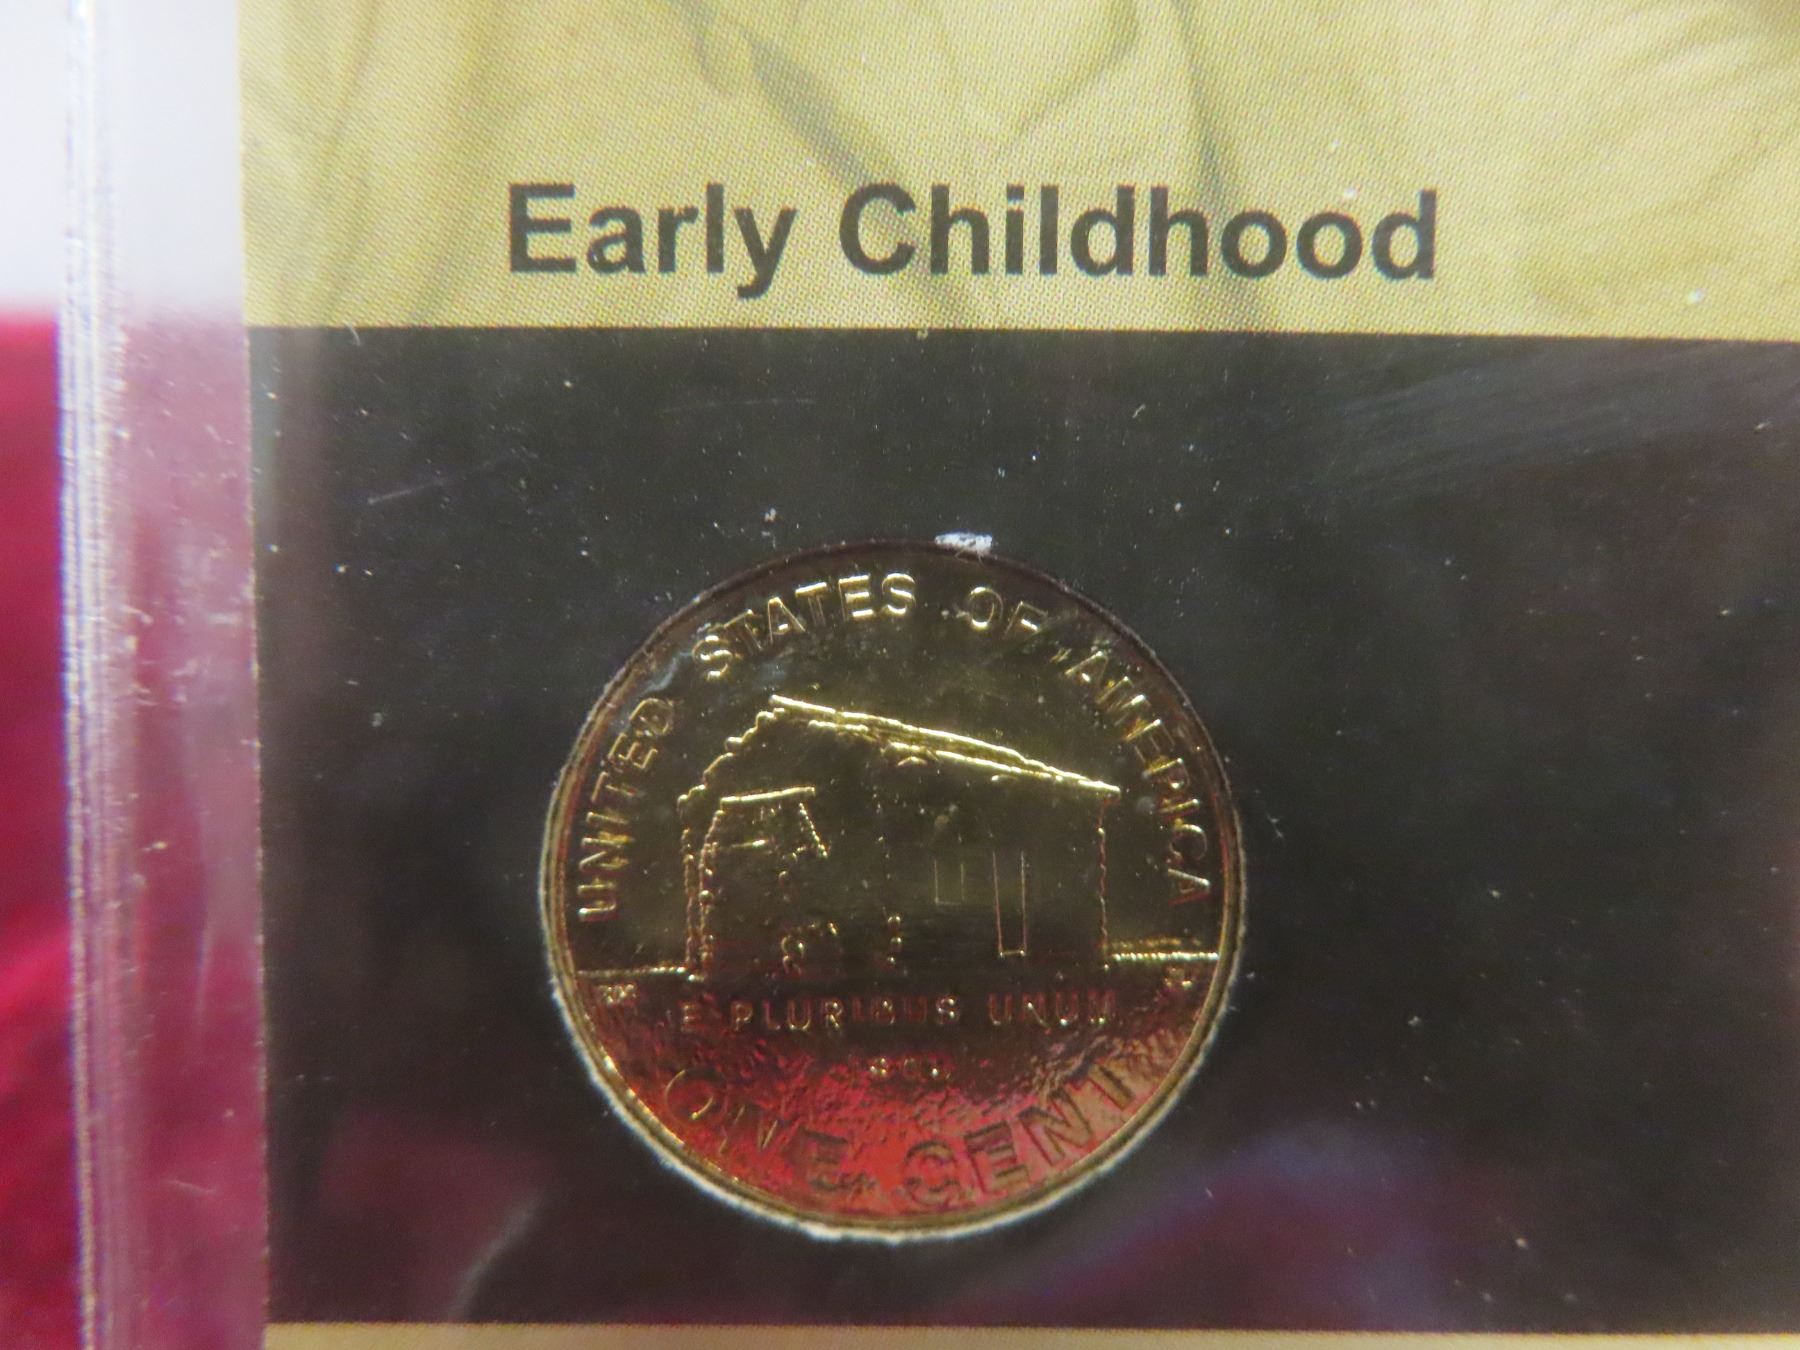 Early Childhood
UNITED STATES OF AMERICA
E PLURIBUS UNUM
ONE CENT